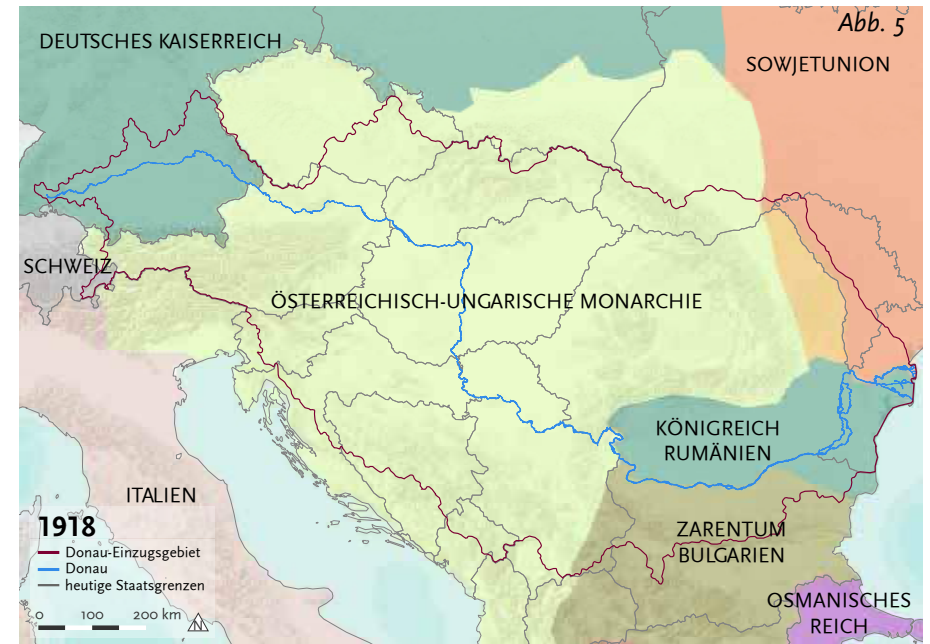 Abb. 5
DEUTSCHES KAISERREICH
SOWJETUNION
SCHWEIZ
ÖSTERREICHISCH-UNGARISCHE MONARCHIE
KÖNIGREICH
RUMÄNIEN
ITALIEN
ZARENTUM
BULGARIEN
OSMANISCHES
REICH
1918
Donau-Einzugsgebiet
Donau
heutige Staatsgrenzen
0 100 200 km
N